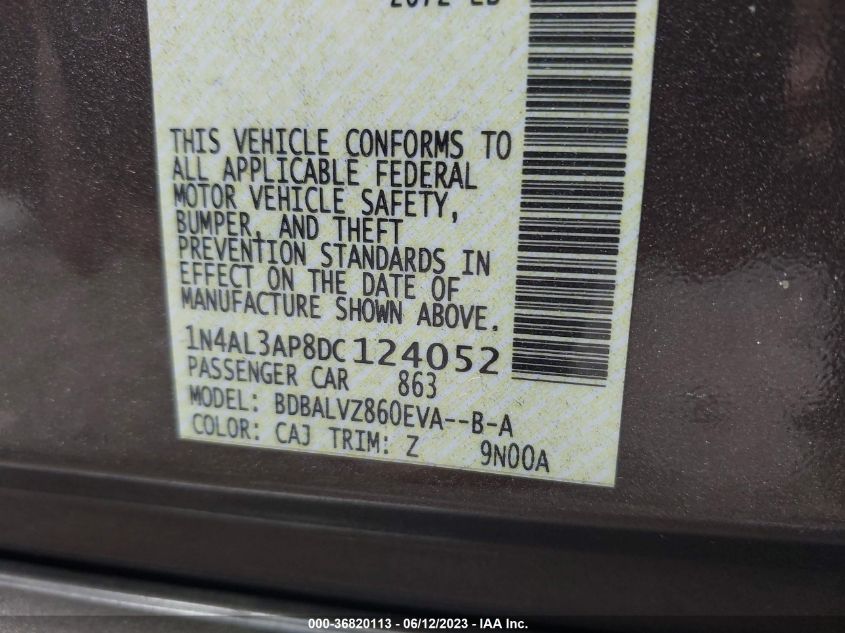 THIS VEHICLE CONFORMS TO
ALL APPLICABLE FEDERAL
MOTOR VEHICLE SAFETY,
BUMPER, AND THEFT
PREVENTION STANDARDS IN
EFFECT ON THE DATE OF
MANUFACTURE SHOWN ABOVE.
1N4AL3AP8DC124052
PASSENGER CAR 863
MODEL: BDBALVZ860EVA--B-A
COLOR: CAJ TRIM: Z 9N00A
000-36820113 - 06/12/2023 - IAA Inc.